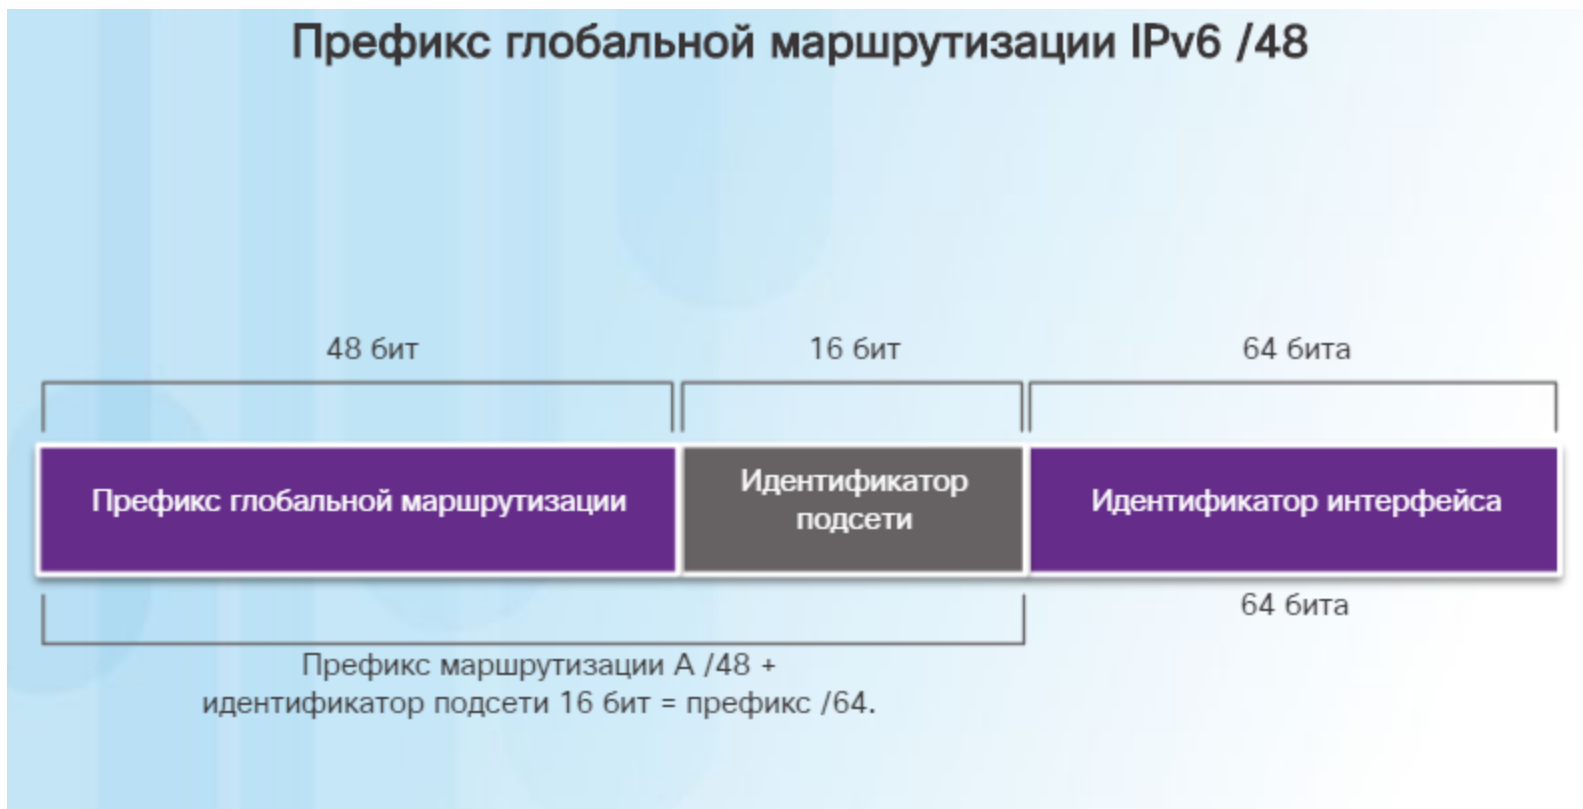 Префикс глобальной маршрутизации IPv6 /48
48 бит
16 бит
64 бита
Префикс глобальной маршрутизации
Идентификатор
подсети
Идентификатор интерфейса
64 бита
Префикс маршрутизации А /48 +
идентификатор подсети 16 бит = префикс /64.